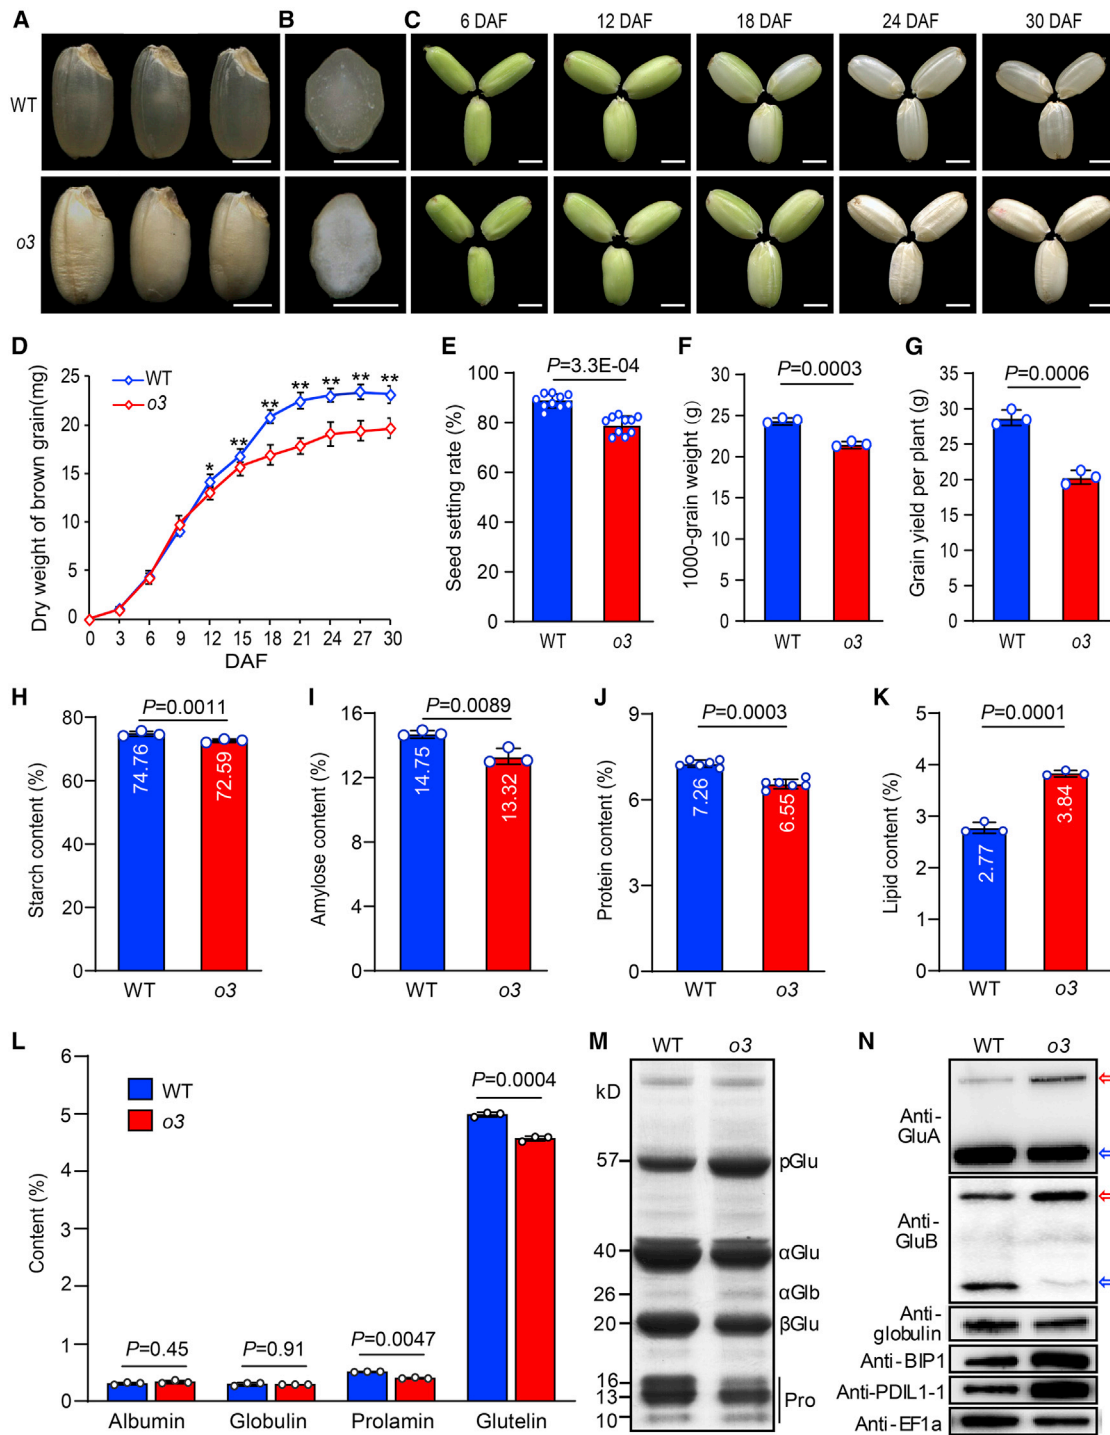 A
B
C
6 DAF
12 DAF
18 DAF
24 DAF
30 DAF
WT
o3
D
Dry weight of brown grain(mg)
25
20
15
10
5
0
WT
o3
* ** ** ** ** ** **
0 3 6 9 12 15 18 21 24 27 30
DAF
E
P=3.3E-04
Seed setting rate (%)
100
80
60
40
20
0
WT o3
F
P=0.0003
1000-grain weight (g)
30
25
20
15
10
5
0
WT o3
G
P=0.0006
Grain yield per plant (g)
35
30
25
20
15
10
5
0
WT o3
H
P=0.0011
Starch content (%)
80
60
40
20
0
74.76
72.59
WT o3
I
P=0.0089
Amylose content (%)
16
12
8
4
0
14.75
13.32
WT o3
J
P=0.0003
Protein content (%)
9
6
3
0
7.26
6.55
WT o3
K
P=0.0001
Lipid content (%)
5
4
3
2
1
0
2.77
3.84
WT o3
L
Content (%)
6
5
4
3
2
1
0
WT
o3
P=0.45
P=0.91
P=0.0047
P=0.0004
Albumin Globulin Prolamin Glutelin
M
WT o3
kD
57
40
26
20
16
13
10
pGlu
αGlu
αGlb
βGlu
Pro
N
WT o3
Anti-
GluA
Anti-
GluB
Anti-
globulin
Anti-BIP1
Anti-PDIL1-1
Anti-EF1a